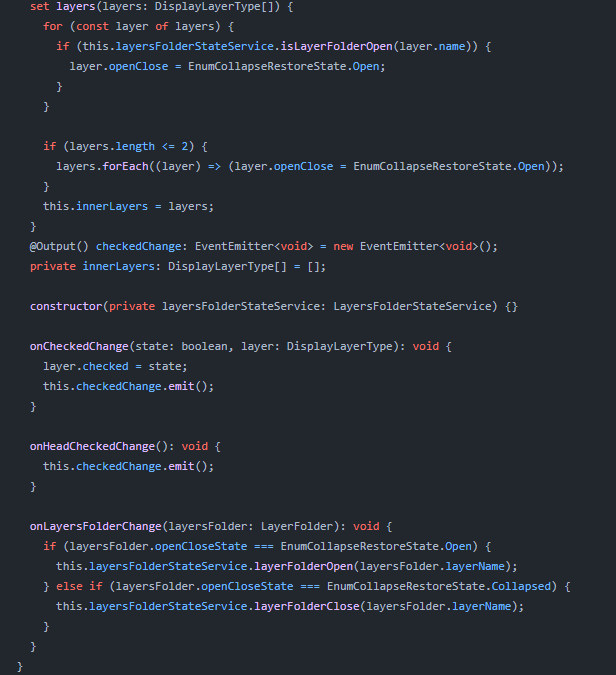 set layers(layers: DisplayLayerType[]) {
for (const layer of layers) {
if (this.layersFolderStateService.isLayerFolderOpen(layer.name)) {
layer.openClose = EnumCollapseRestoreState.Open;
}
}
if (layers.length <= 2) {
layers.forEach((layer) => (layer.openClose = EnumCollapseRestoreState.Open));
}
this.innerLayers = layers;
}
@Output() checkedChange: EventEmitter<void> = new EventEmitter<void>();
private innerLayers: DisplayLayerType[] = [];
constructor(private layersFolderStateService: LayersFolderStateService) {}
onCheckedChange(state: boolean, layer: DisplayLayerType): void {
layer.checked = state;
this.checkedChange.emit();
}
onHeadCheckedChange(): void {
this.checkedChange.emit();
}
onLayersFolderChange(layersFolder: LayerFolder): void {
if (layersFolder.openCloseState === EnumCollapseRestoreState.Open) {
this.layersFolderStateService.layerFolderOpen(layersFolder.layerName);
} else if (layersFolder.openCloseState === EnumCollapseRestoreState.Collapsed) {
this.layersFolderStateService.layerFolderClose(layersFolder.layerName);
}
}
}